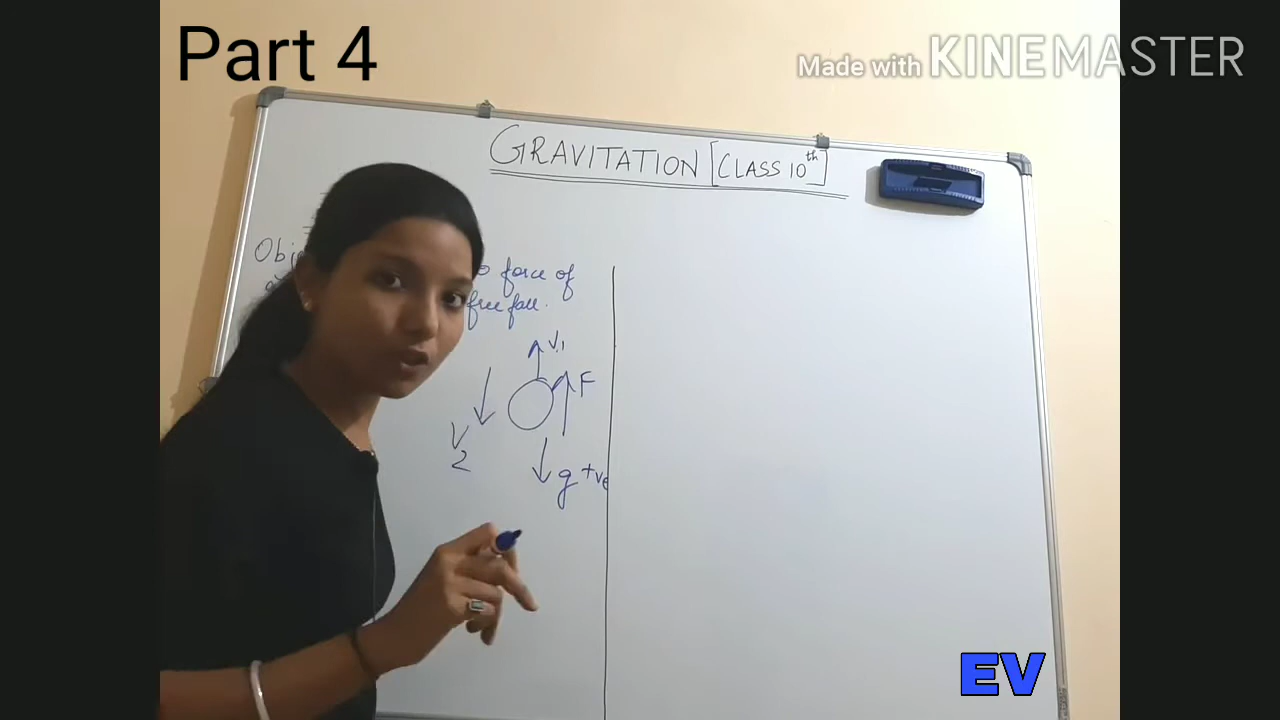 Part 4
Made with KINEMASTER
GRAVITATION [CLASS 10th]
force of
free fall.
V1
F
V2
g +ve
EV